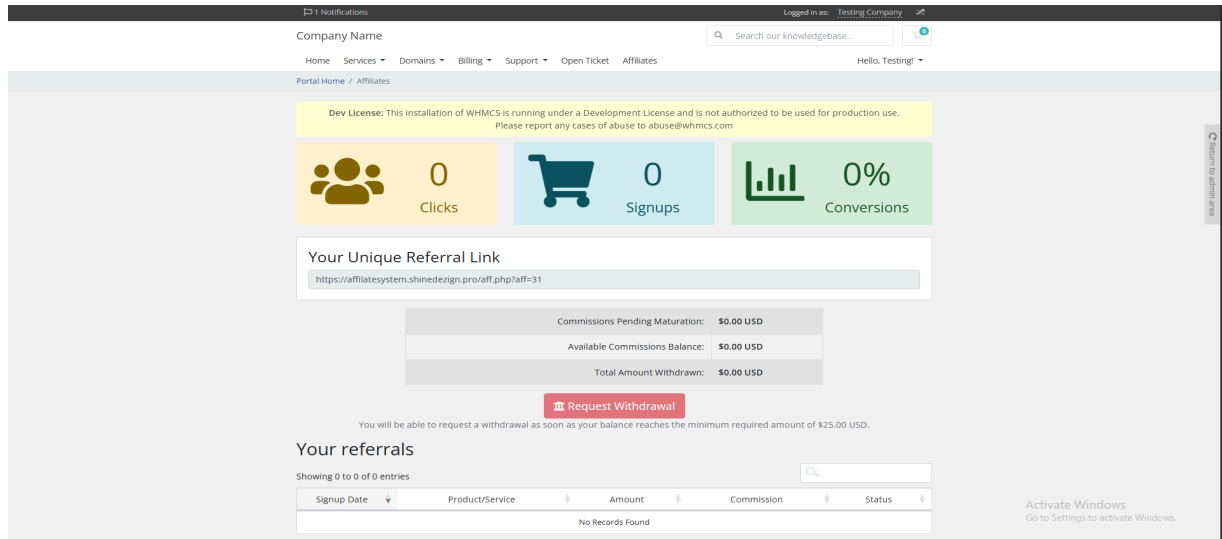 1 Notifications
Logged in as: Testing Company
Company Name
Search our knowledgebase...
0
Home Services Domains Billing Support Open Ticket Affiliates Hello, Testing!
Portal Home / Affiliates
Dev License: This installation of WHMCS is running under a Development License and is not authorized to be used for production use.
Please report any cases of abuse to abuse@whmcs.com
0
Clicks
0
Signups
0%
Conversions
Return to admin area
Your Unique Referral Link
https://affilatesystem.shinedezign.pro/aff.php?aff=31
Commissions Pending Maturation: $0.00 USD
Available Commissions Balance: $0.00 USD
Total Amount Withdrawn: $0.00 USD
Request Withdrawal
You will be able to request a withdrawal as soon as your balance reaches the minimum required amount of $25.00 USD.
Your referrals
Showing 0 to 0 of 0 entries
Signup Date Product/Service Amount Commission Status
No Records Found
Activate Windows
Go to Settings to activate Windows.